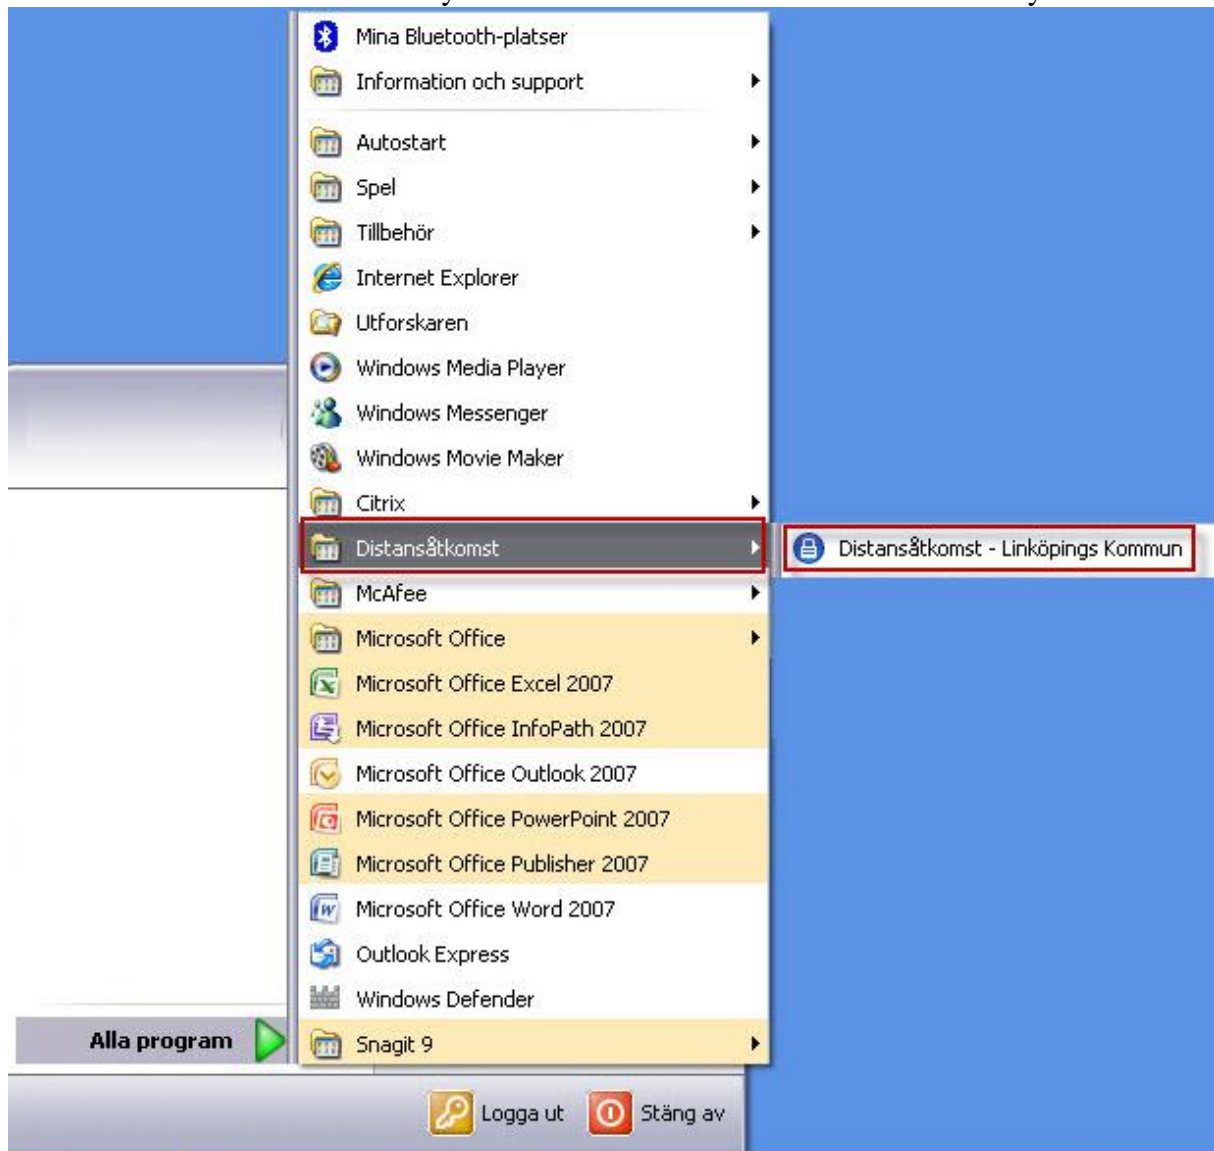 Mina Bluetooth-platser
Information och support
Autostart
Spel
Tillbehör
Internet Explorer
Utforskaren
Windows Media Player
Windows Messenger
Windows Movie Maker
Citrix
Distansåtkomst
Distansåtkomst - Linköpings Kommun
McAfee
Microsoft Office
Microsoft Office Excel 2007
Microsoft Office InfoPath 2007
Microsoft Office Outlook 2007
Microsoft Office PowerPoint 2007
Microsoft Office Publisher 2007
Microsoft Office Word 2007
Outlook Express
Windows Defender
Alla program
Snagit 9
Logga ut
Stäng av